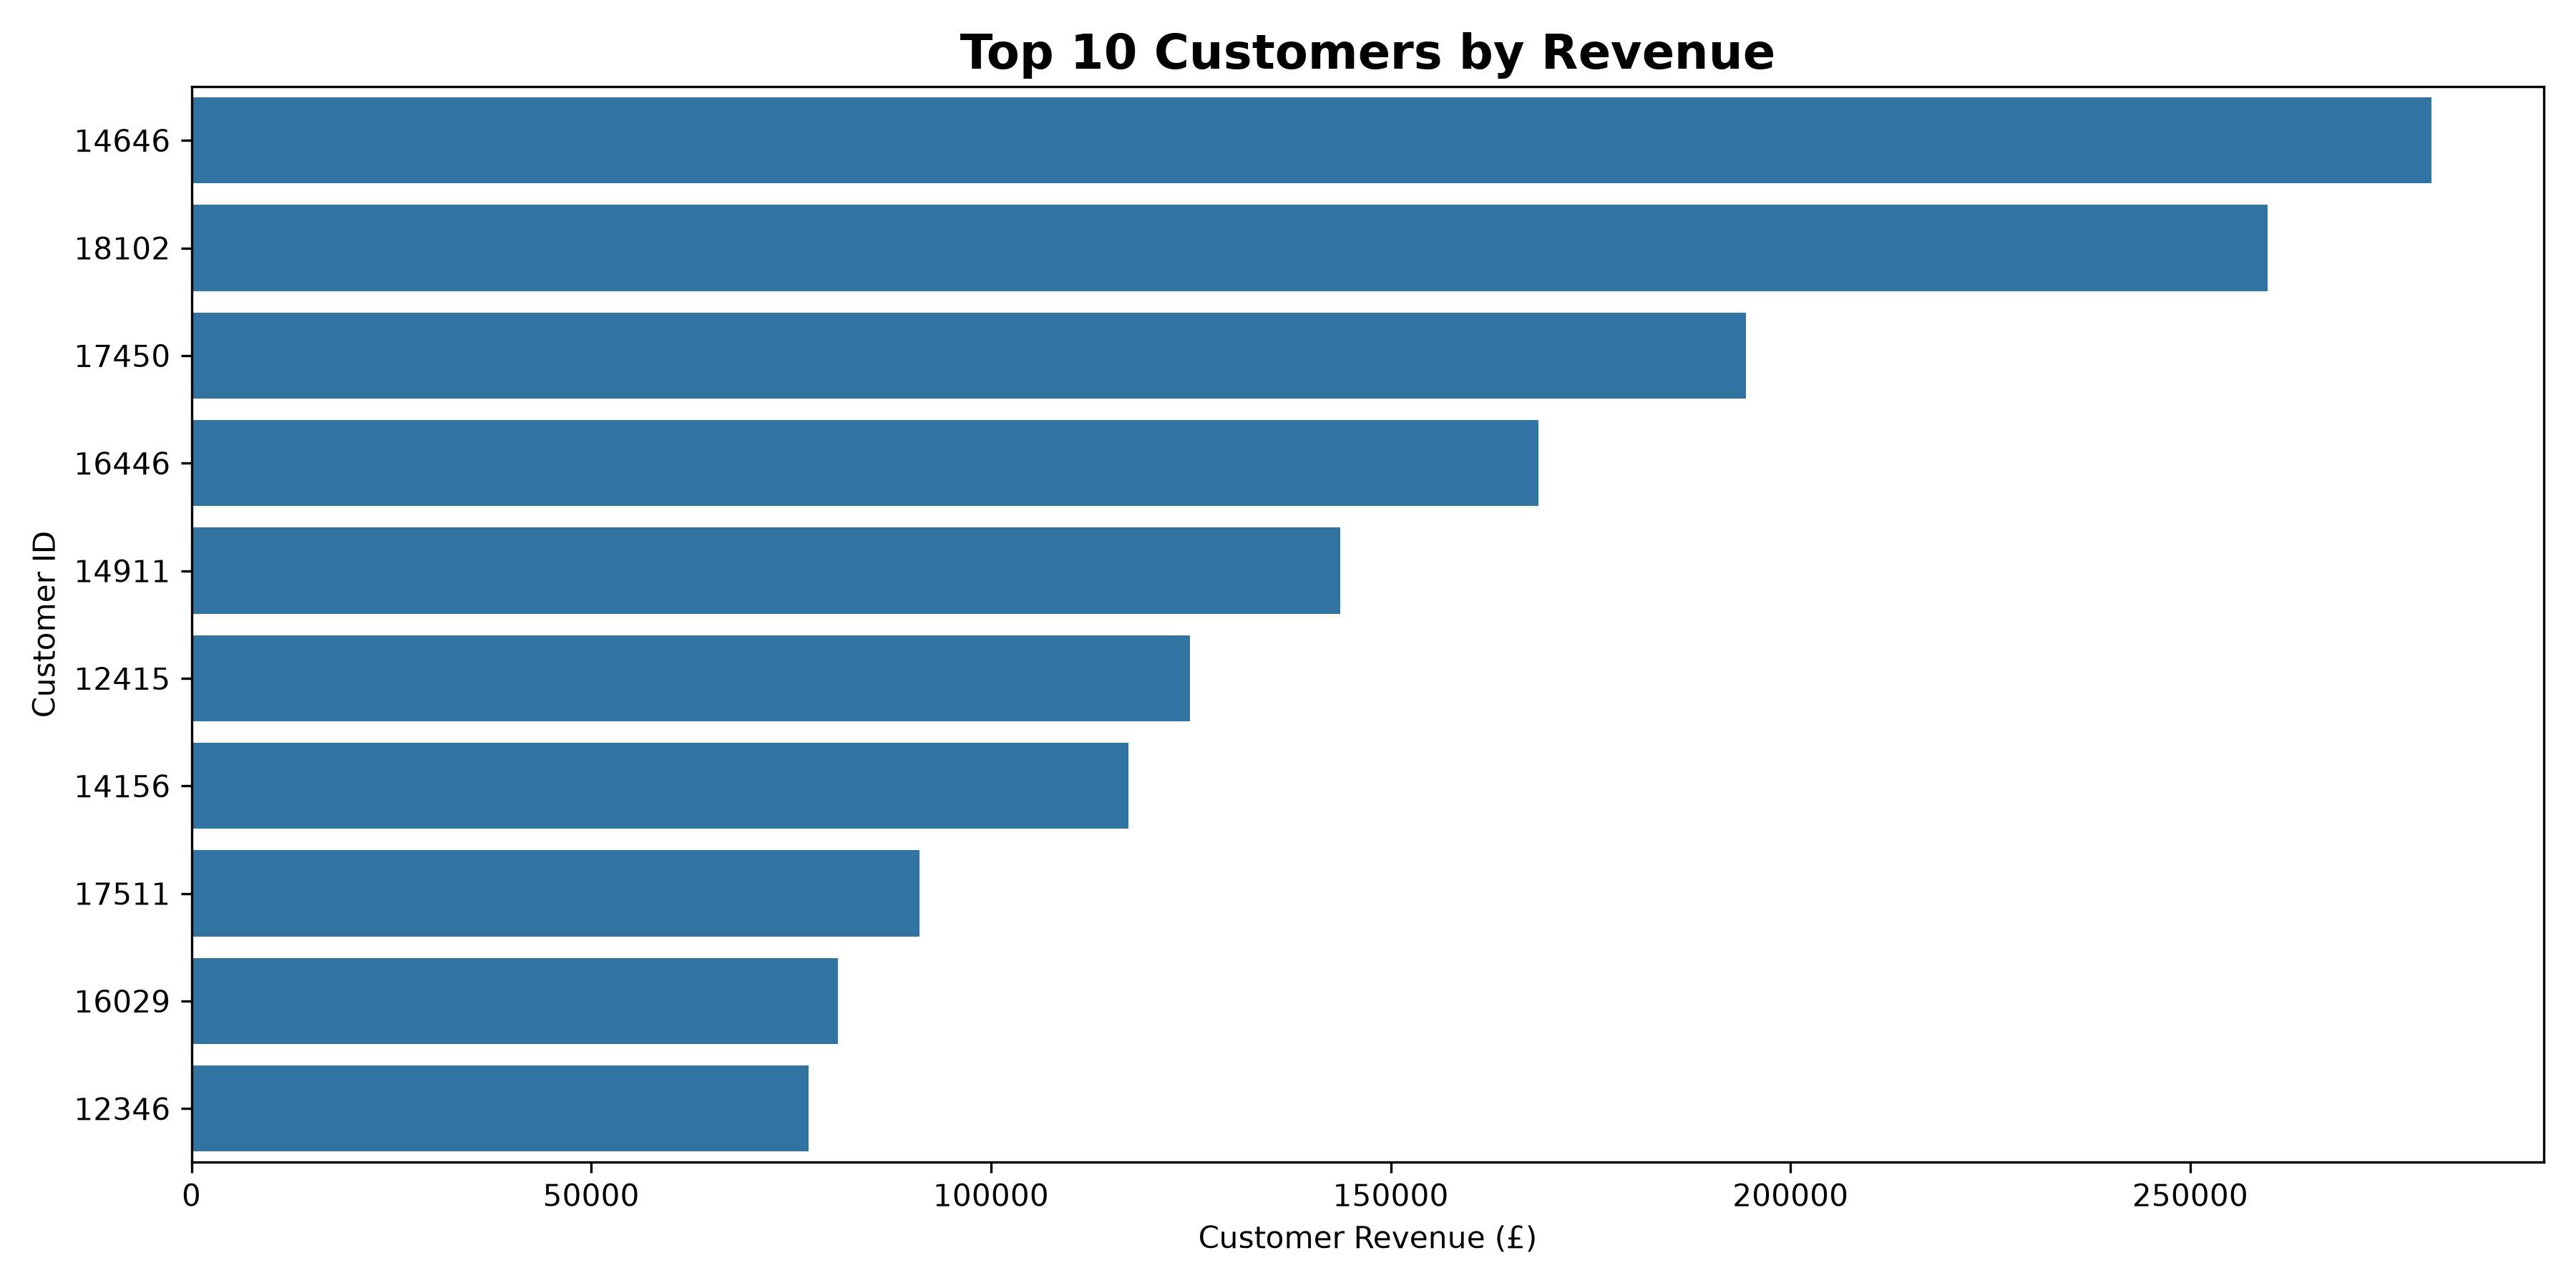 Top 10 Customers by Revenue
Customer ID
14646
18102
17450
16446
14911
12415
14156
17511
16029
12346
0 50000 100000 150000 200000 250000
Customer Revenue (£)